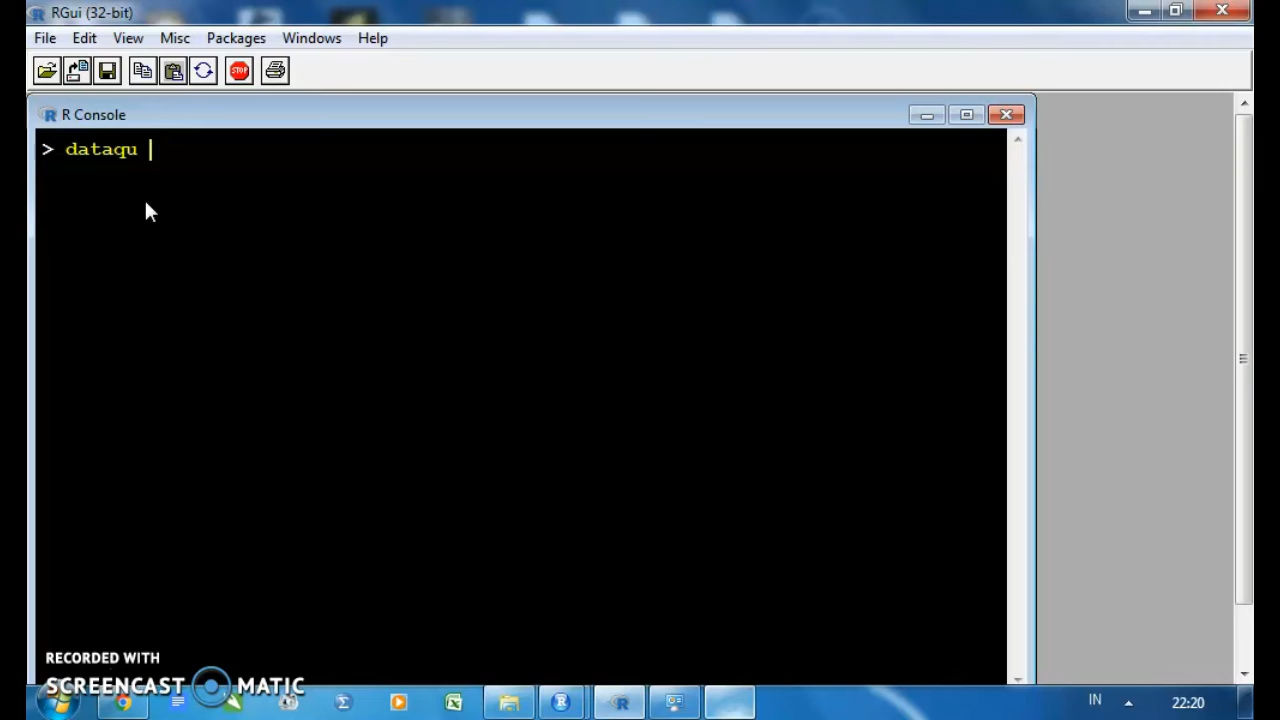 RGui (32-bit)
File Edit View Misc Packages Windows Help
STOP
R Console
> dataqu
RECORDED WITH
SCREENCAST MATIC
IN
22:20